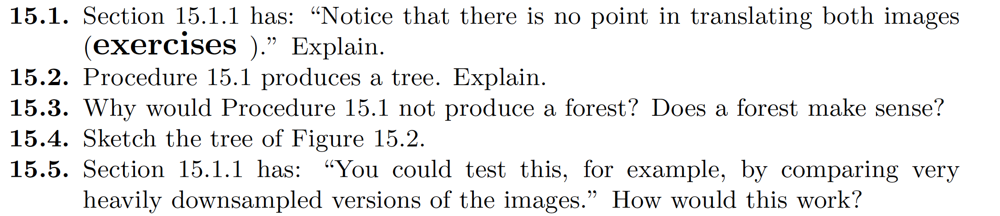 15.1. Section 15.1.1 has: “Notice that there is no point in translating both images
(exercises ).” Explain.
15.2. Procedure 15.1 produces a tree. Explain.
15.3. Why would Procedure 15.1 not produce a forest? Does a forest make sense?
15.4. Sketch the tree of Figure 15.2.
15.5. Section 15.1.1 has: “You could test this, for example, by comparing very
heavily downsampled versions of the images.” How would this work?